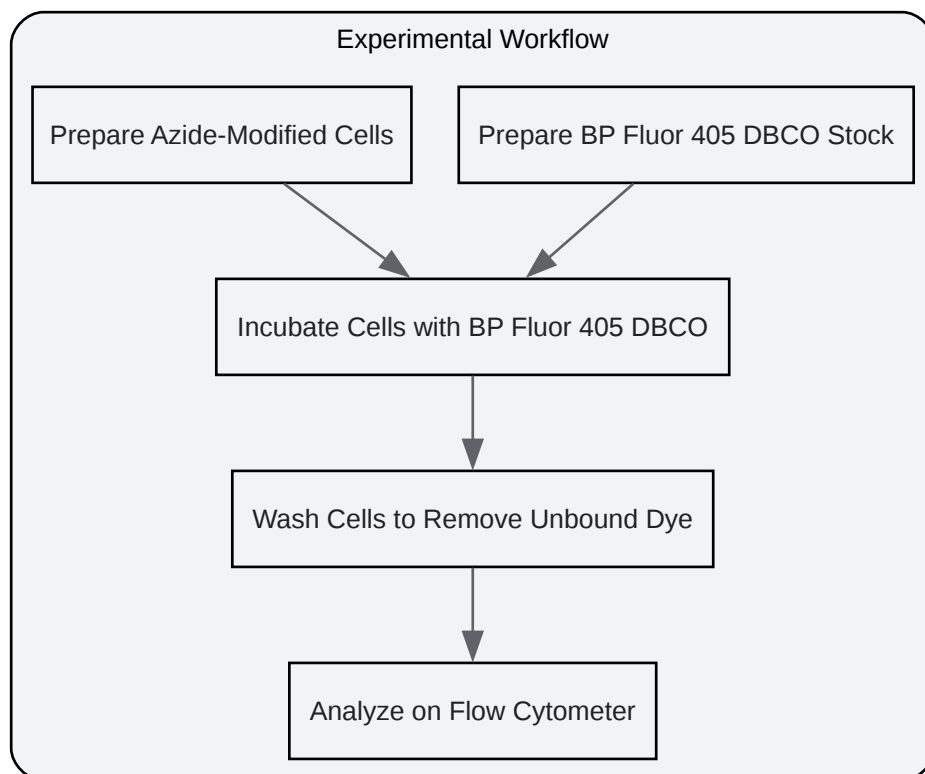 Experimental Workflow
Prepare Azide-Modified Cells
Prepare BP Fluor 405 DBCO Stock
Incubate Cells with BP Fluor 405 DBCO
Wash Cells to Remove Unbound Dye
Analyze on Flow Cytometer